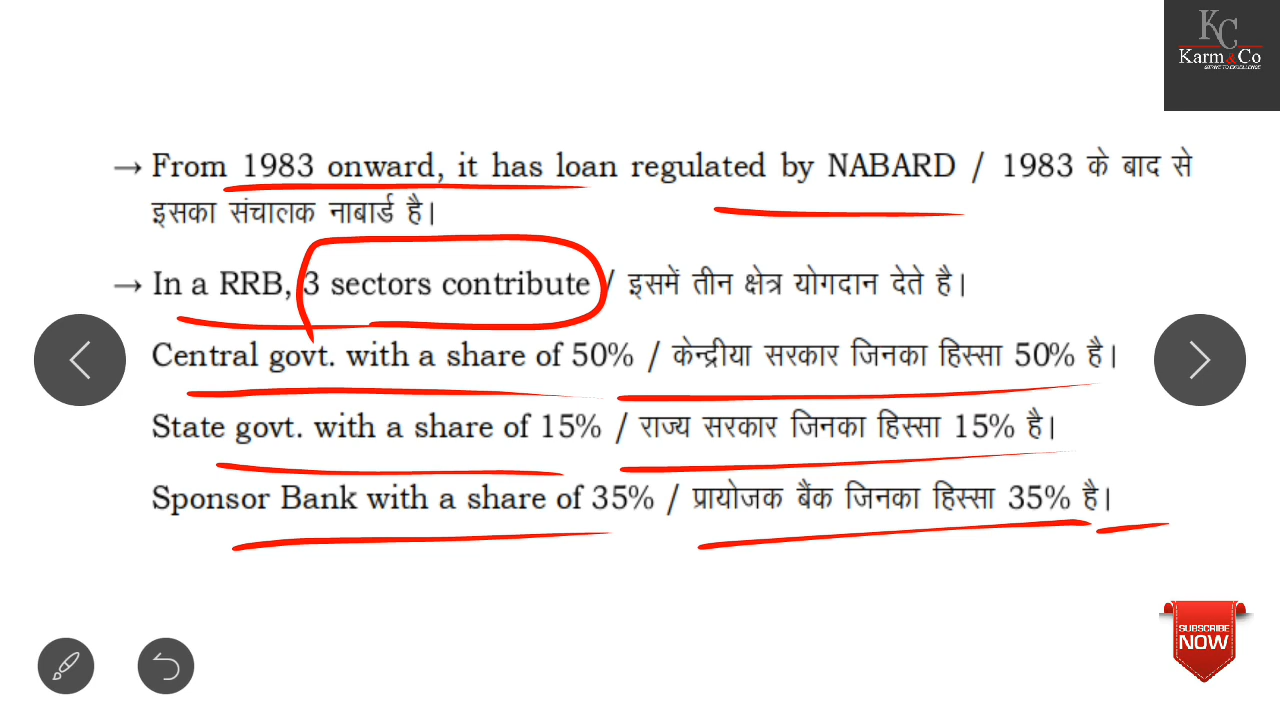 KC
Karm&Co
→ From 1983 onward, it has loan regulated by NABARD / 1983 के बाद से
इसका संचालक नाबार्ड है।
→ In a RRB, 3 sectors contribute / इसमें तीन क्षेत्र योगदान देते है।
Central govt. with a share of 50% / केन्द्रीया सरकार जिनका हिस्सा 50% है।
State govt. with a share of 15% / राज्य सरकार जिनका हिस्सा 15% है।
Sponsor Bank with a share of 35% / प्रायोजक बैंक जिनका हिस्सा 35% है।
SUBSCRIBE
NOW